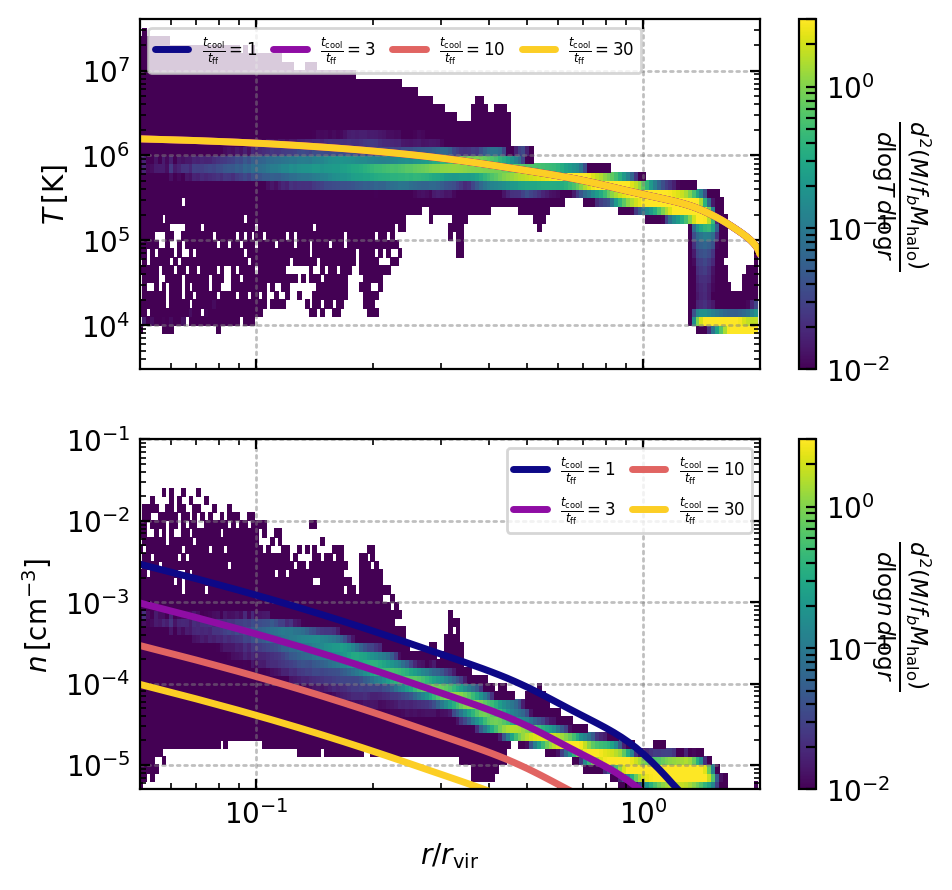 t_cool/t_ff = 1 t_cool/t_ff = 3 t_cool/t_ff = 10 t_cool/t_ff = 30
10^7
10^6
10^5
10^4
T [K]
10^0
10^-1
10^-2
d^2(M/f_b M_halo)
dlogT dlogr
t_cool/t_ff = 1 t_cool/t_ff = 10
t_cool/t_ff = 3 t_cool/t_ff = 30
10^-1
10^-2
10^-3
10^-4
10^-5
n [cm^-3]
10^-1 10^0
r/r_vir
10^0
10^-1
10^-2
d^2(M/f_b M_halo)
dlogn dlogr